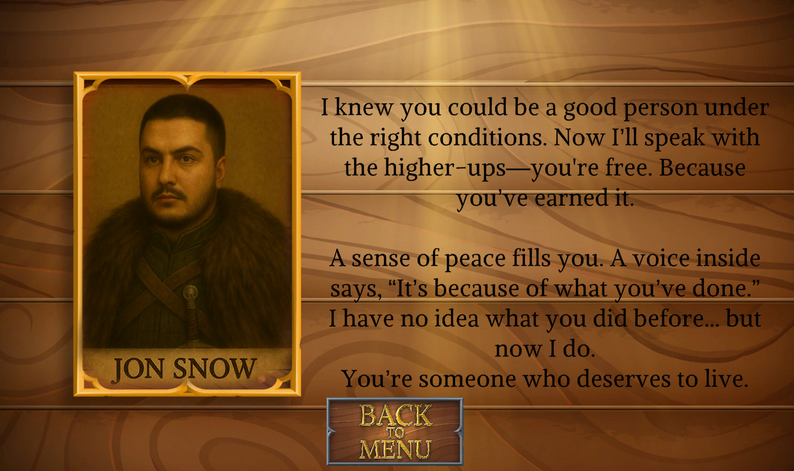 I knew you could be a good person under
the right conditions. Now I’ll speak with
the higher-ups—you're free. Because
you’ve earned it.
A sense of peace fills you. A voice inside
says, “It’s because of what you’ve done.”
I have no idea what you did before... but
now I do.
You’re someone who deserves to live.
JON SNOW
BACK
TO
MENU